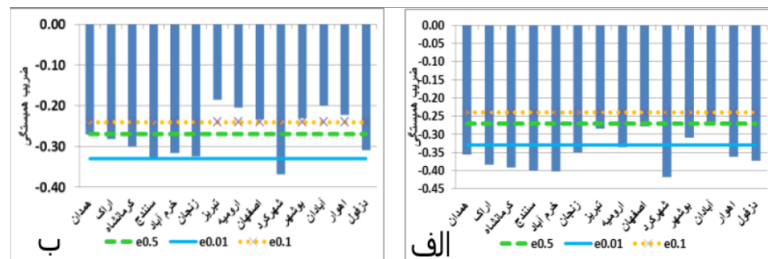 0.00
-0.05
-0.10
-0.15
-0.20
-0.25
-0.30
-0.35
-0.40
-0.45
ضریب همبستگی
همدان
اراک
کرمانشاه
سنندج
خرم آباد
زنجان
تبریز
ارومیه
اصفهان
شهرکرد
بوشهر
آبادان
اهواز
دزفول
e0.5 e0.01 e0.1
الف
0.00
-0.10
-0.20
-0.30
-0.40
ضریب همبستگی
همدان
اراک
کرمانشاه
سنندج
خرم آباد
زنجان
تبریز
ارومیه
اصفهان
شهرکرد
بوشهر
آبادان
اهواز
دزفول
e0.5 e0.01 e0.1
ب